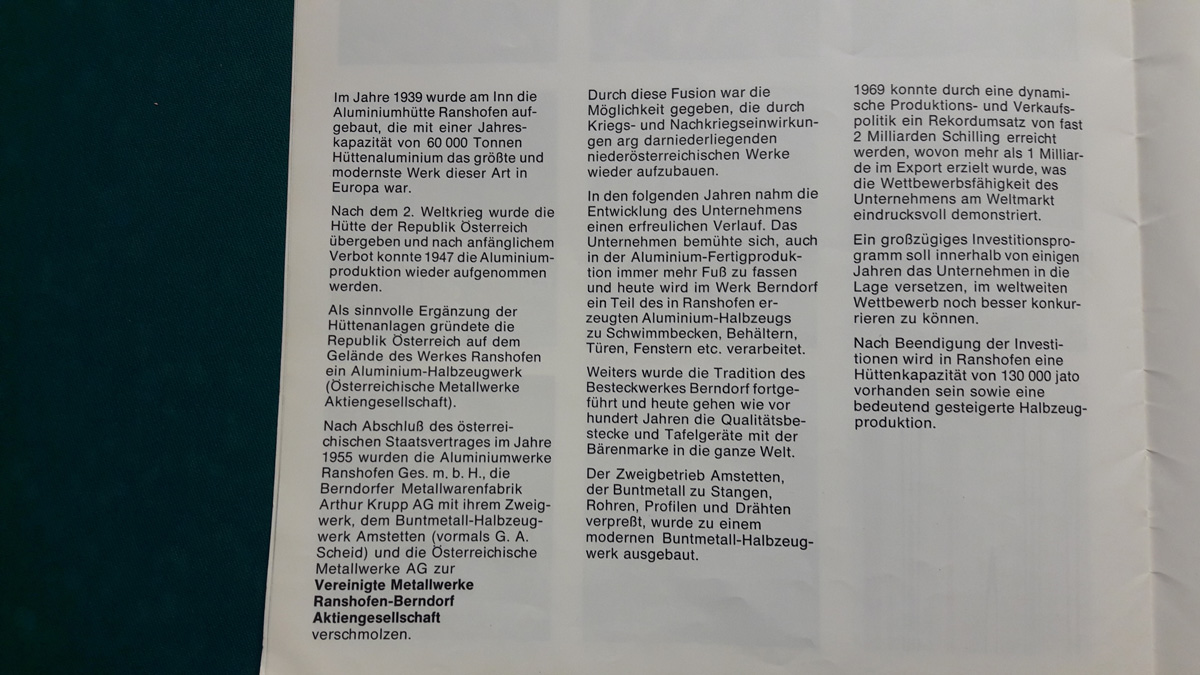 Im Jahre 1939 wurde am Inn die
Aluminiumhütte Ranshofen auf-
gebaut, die mit einer Jahres-
kapazität von 60 000 Tonnen
Hüttenaluminium das größte und
modernste Werk dieser Art in
Europa war.
Nach dem 2. Weltkrieg wurde die
Hütte der Republik Österreich
übergeben und nach anfänglichem
Verbot konnte 1947 die Aluminium-
produktion wieder aufgenommen
werden.
Als sinnvolle Ergänzung der
Hüttenanlagen gründete die
Republik Österreich auf dem
Gelände des Werkes Ranshofen
ein Aluminium-Halbzeugwerk
(Österreichische Metallwerke
Aktiengesellschaft).
Nach Abschluß des österrei-
chischen Staatsvertrages im Jahre
1955 wurden die Aluminiumwerke
Ranshofen Ges. m. b. H., die
Berndorfer Metallwarenfabrik
Arthur Krupp AG mit ihrem Zweig-
werk, dem Buntmetall-Halbzeug-
werk Amstetten (vormals G. A.
Scheid) und die Österreichische
Metallwerke AG zur
Vereinigte Metallwerke
Ranshofen-Berndorf
Aktiengesellschaft
verschmolzen.
Durch diese Fusion war die
Möglichkeit gegeben, die durch
Kriegs- und Nachkriegseinwirkun-
gen arg darniederliegenden
niederösterreichischen Werke
wieder aufzubauen.
In den folgenden Jahren nahm die
Entwicklung des Unternehmens
einen erfreulichen Verlauf. Das
Unternehmen bemühte sich, auch
in der Aluminium-Fertigproduk-
tion immer mehr Fuß zu fassen
und heute wird im Werk Berndorf
ein Teil des in Ranshofen er-
zeugten Aluminium-Halbzeugs
zu Schwimmbecken, Behältern,
Türen, Fenstern etc. verarbeitet.
Weiters wurde die Tradition des
Besteckwerkes Berndorf fortge-
führt und heute gehen wie vor
hundert Jahren die Qualitätsbe-
stecke und Tafelgeräte mit der
Bärenmarke in die ganze Welt.
Der Zweigbetrieb Amstetten,
der Buntmetall zu Stangen,
Rohren, Profilen und Drähten
verpreßt, wurde zu einem
modernen Buntmetall-Halbzeug-
werk ausgebaut.
1969 konnte durch eine dynami-
sche Produktions- und Verkaufs-
politik ein Rekordumsatz von fast
2 Milliarden Schilling erreicht
werden, wovon mehr als 1 Milliar-
de im Export erzielt wurde, was
die Wettbewerbsfähigkeit des
Unternehmens am Weltmarkt
eindrucksvoll demonstriert.
Ein großzügiges Investitionspro-
gramm soll innerhalb von einigen
Jahren das Unternehmen in die
Lage versetzen, im weltweiten
Wettbewerb noch besser konkur-
rieren zu können.
Nach Beendigung der Investi-
tionen wird in Ranshofen eine
Hüttenkapazität von 130 000 jato
vorhanden sein sowie eine
bedeutend gesteigerte Halbzeug-
produktion.